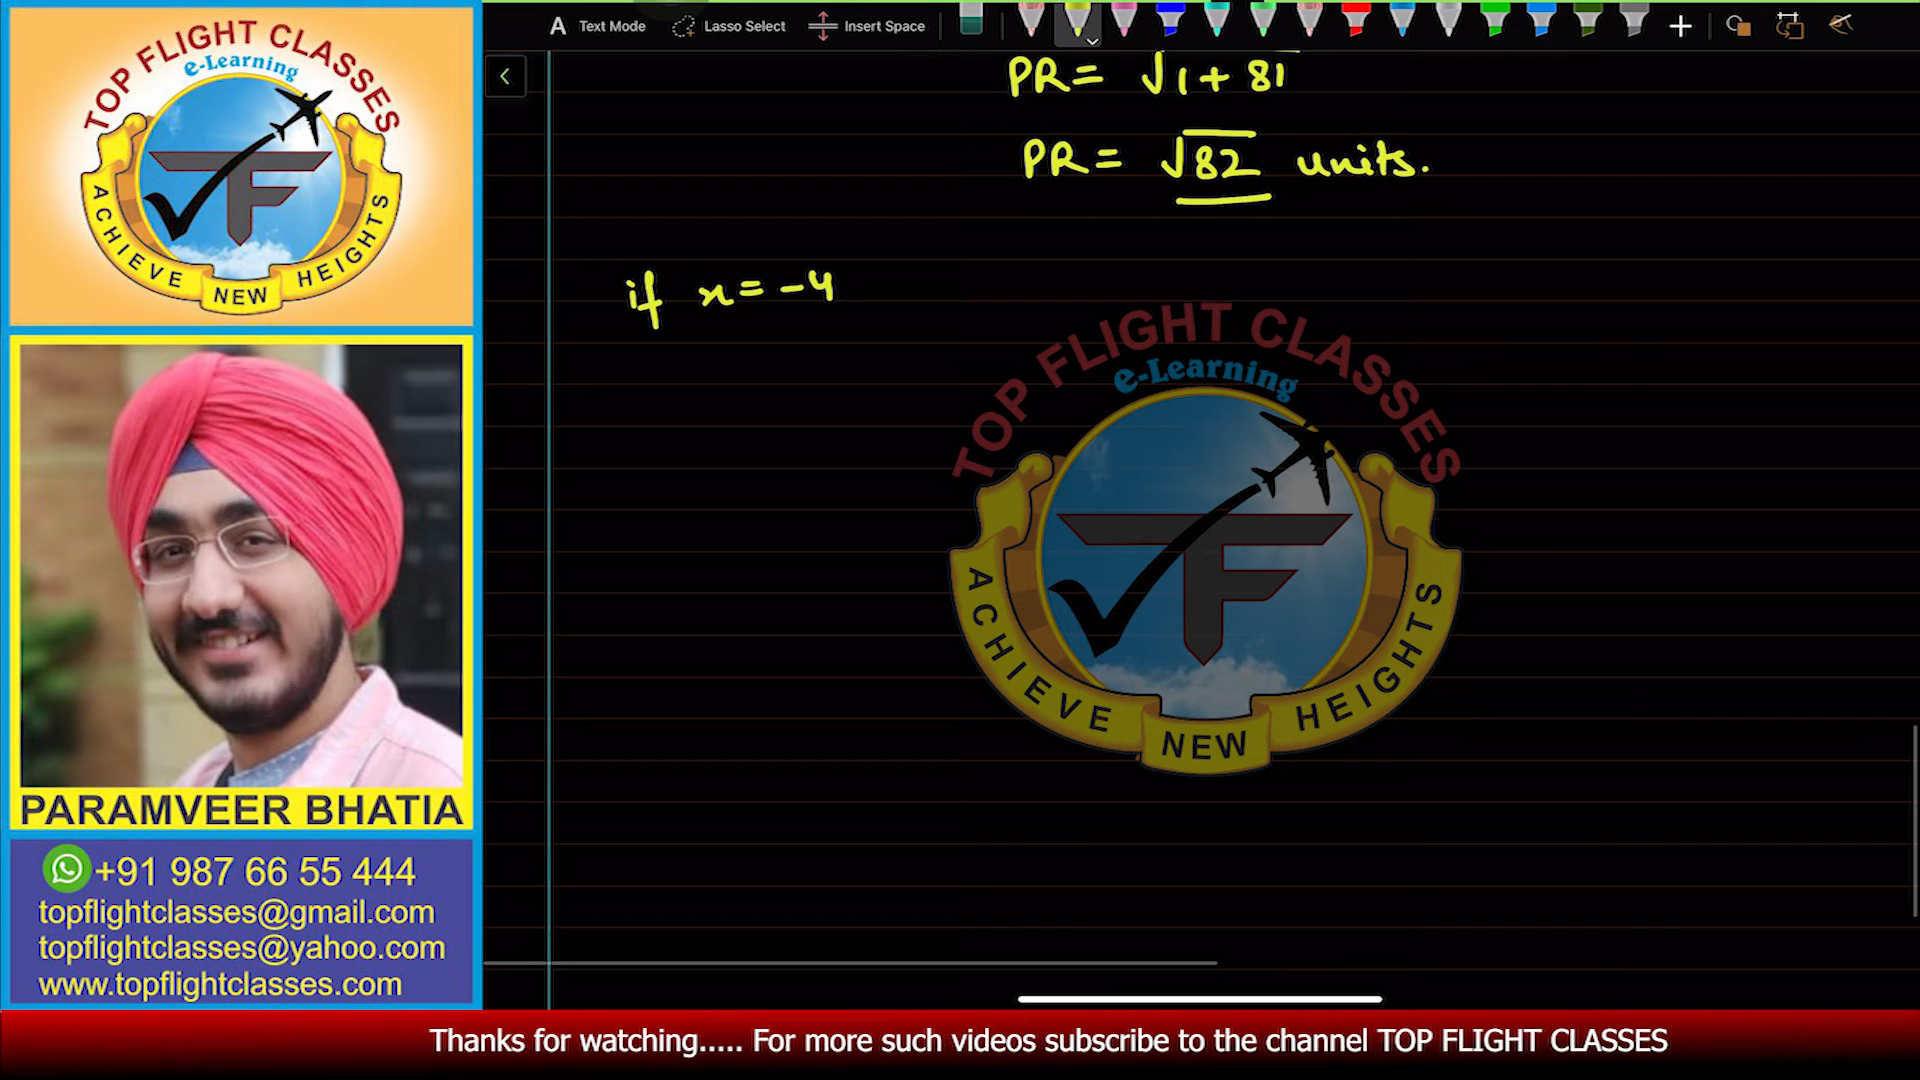 TOP FLIGHT CLASSES
e-Learning
TF
ACHIEVE NEW HEIGHTS
PARAMVEER BHATIA
+91 987 66 55 444
topflightclasses@gmail.com
topflightclasses@yahoo.com
www.topflightclasses.com
A Text Mode Lasso Select Insert Space
PR = √1 + 81
PR = √82 units.
if x = -4
TOP FLIGHT CLASSES
e-Learning
TF
ACHIEVE NEW HEIGHTS
Thanks for watching..... For more such videos subscribe to the channel TOP FLIGHT CLASSES